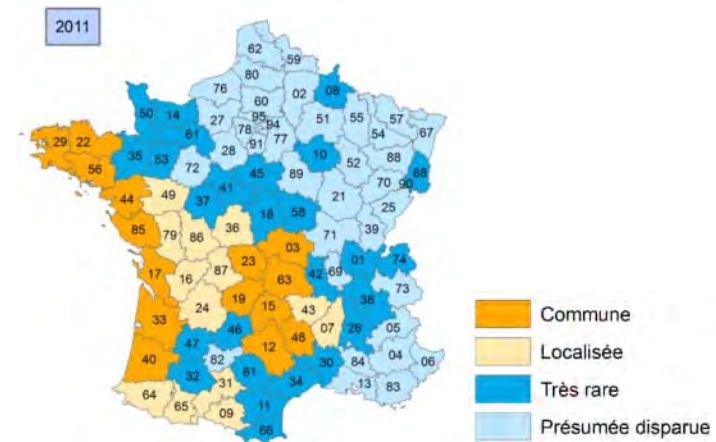 2011
62 59
80 02 08
76 60
50 14 27 95 51 55 57 67
61 78 94 54
29 22 91 77
35 53 28 10 52 88
56 72 45 89 70 90 68
41
44 49 37 21 25
18 58
85 79 86 36 71 39
03
17 23 01 74
16 87 63 42 69 73
24 19 15 43 38
33 07 26 05
47 46 12 48
40 82 30 84 04 06
32 81 34 13 83
64 65 31
09 11
66
Commune
Localisée
Très rare
Présumée disparue